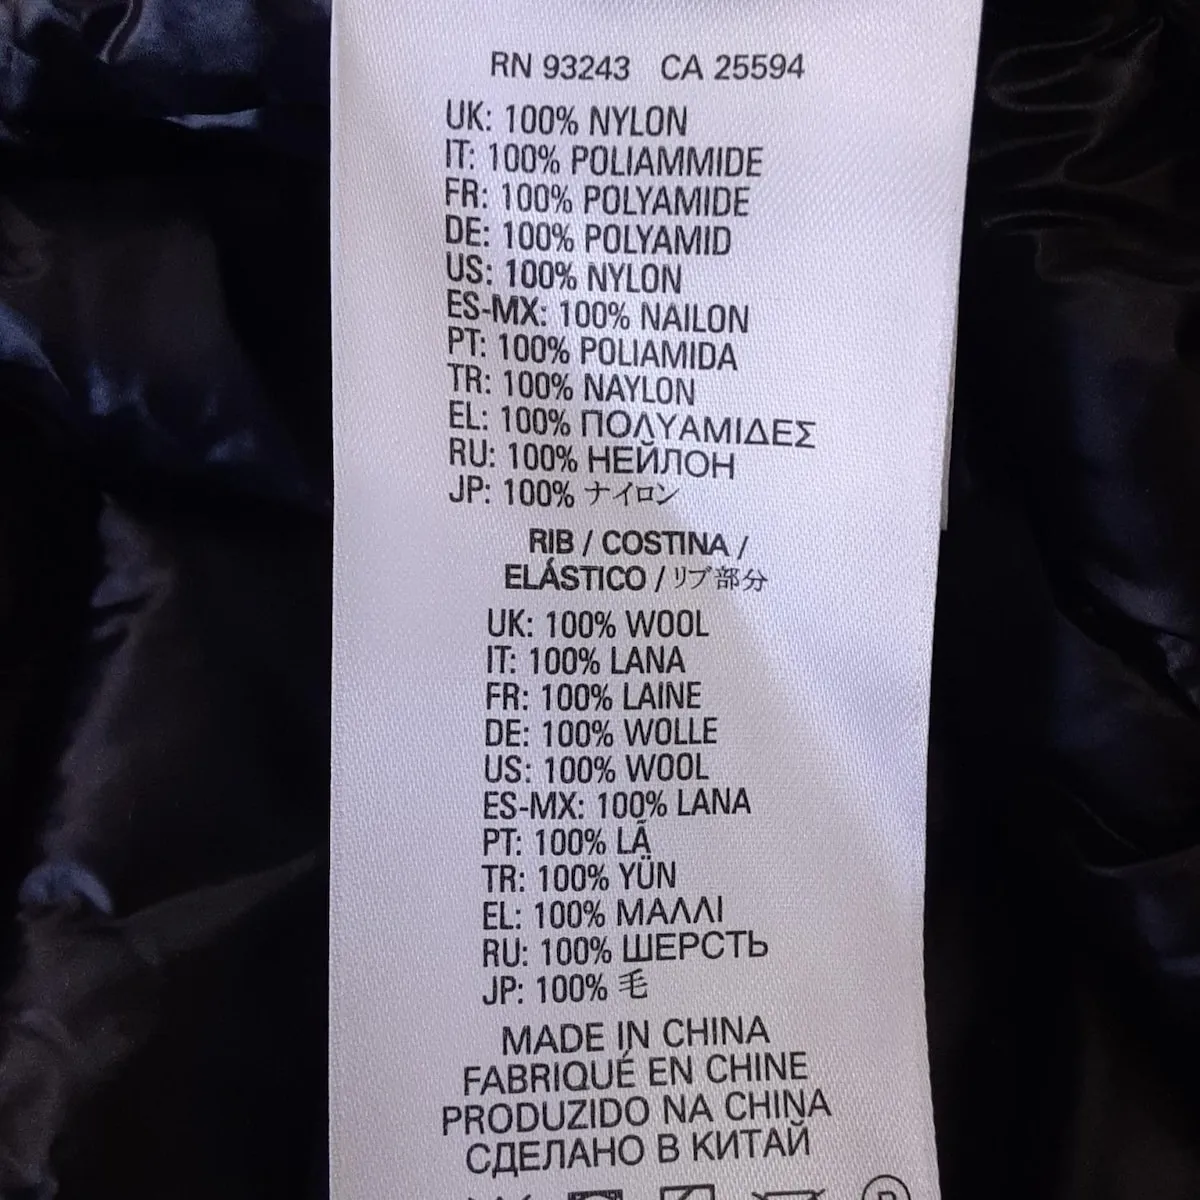 RN 93243 CA 25594
UK: 100% NYLON
IT: 100% POLIAMMIDE
FR: 100% POLYAMIDE
DE: 100% POLYAMID
US: 100% NYLON
ES-MX: 100% NAILON
PT: 100% POLIAMIDA
TR: 100% NAYLON
EL: 100% ΠΟΛΥΑΜΙΔΕΣ
RU: 100% НЕЙЛОН
JP: 100% ナイロン
RIB / COSTINA /
ELÁSTICO / リブ部分
UK: 100% WOOL
IT: 100% LANA
FR: 100% LAINE
DE: 100% WOLLE
US: 100% WOOL
ES-MX: 100% LANA
PT: 100% LÃ
TR: 100% YÜN
EL: 100% ΜΑΛΛΙ
RU: 100% ШЕРСТЬ
JP: 100% 毛
MADE IN CHINA
FABRIQUÉ EN CHINE
PRODUZIDO NA CHINA
СДЕЛАНО В КИТАЙ